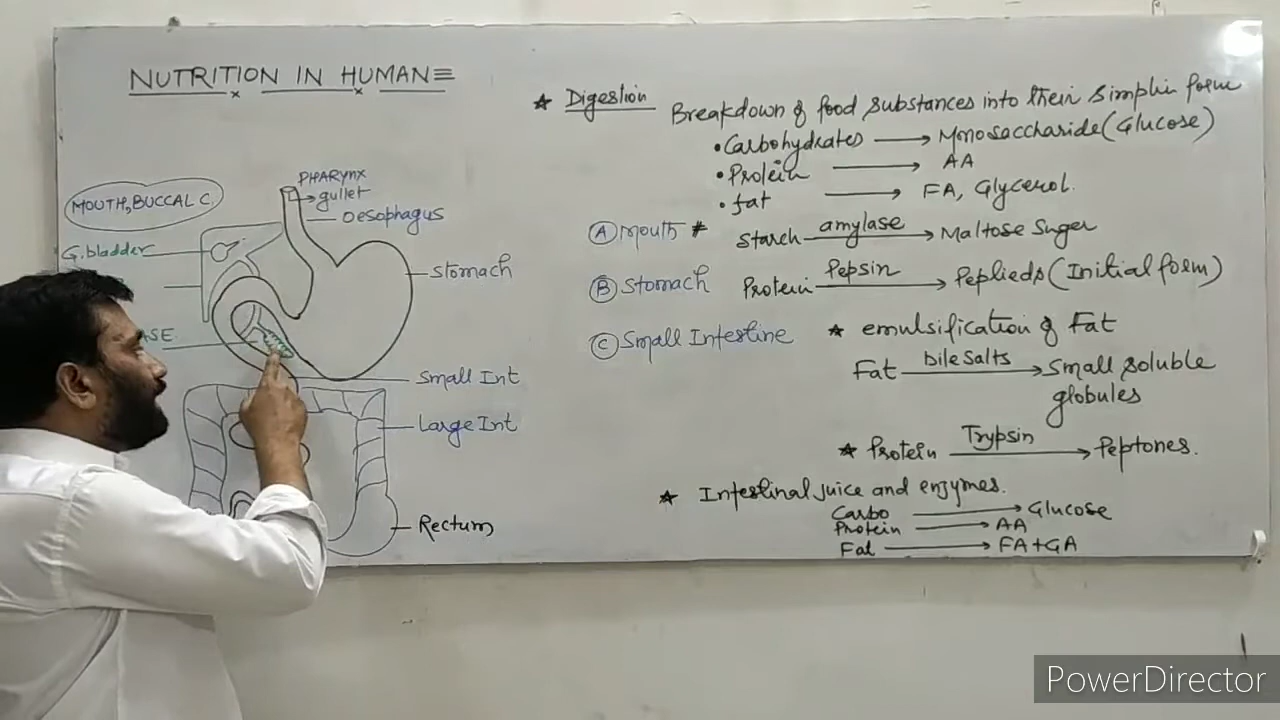 NUTRITION IN HUMAN
PHARynx
gullet
Oesophagus
MOUTH, BUCCAL C.
G.bladder
Stomach
Small Int
Large Int
Rectum
* Digestion
Breakdown of food substances into their Simplin form
• Carbohydrates → Monosaccharide (Glucose)
• Protein → AA
• fat → FA, Glycerol.
A Mouth * Starch amylase → Maltose Suger
B Stomach Protein Pepsin → Peplieds (Initial form)
C Small Intestine * emulsification of Fat
Fat bile salts → Small soluble
globules
* Protein Trypsin → Peptones.
* Intestinal juice and enzymes.
Carbo → Glucose
Protein → AA
Fat → FA+GA
PowerDirector